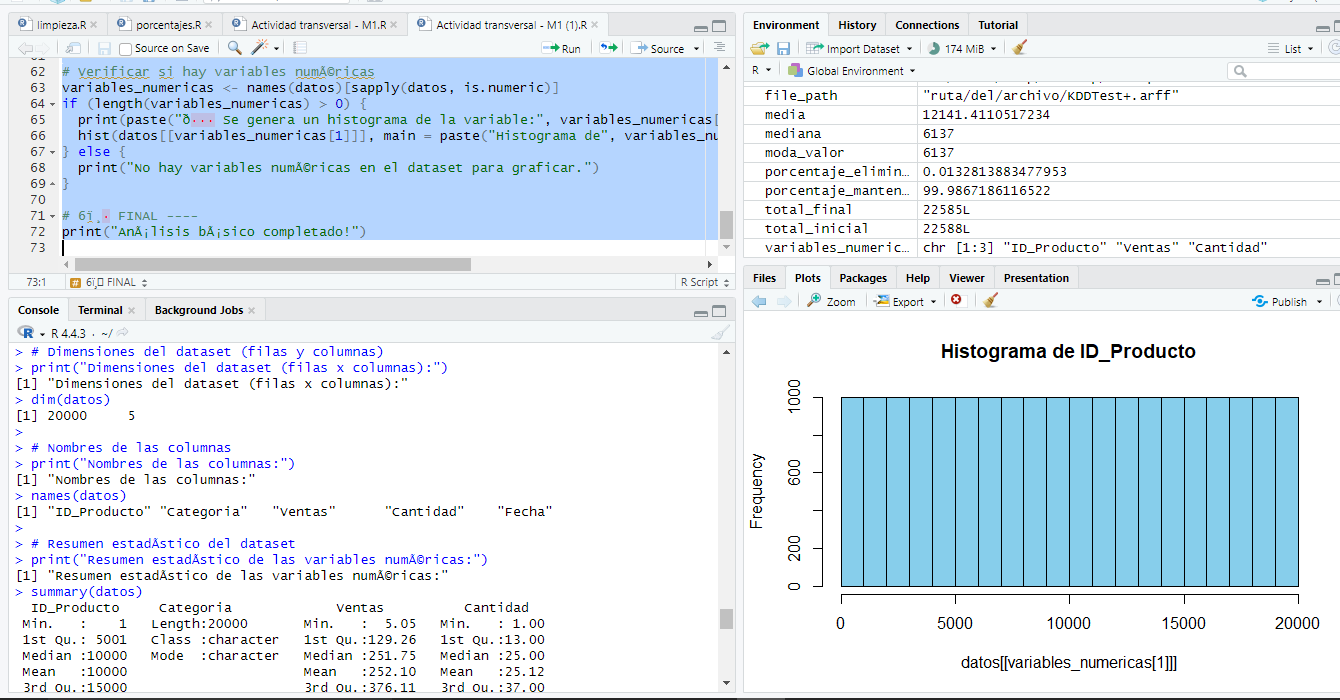 limpieza.R
porcentajes.R
Actividad transversal - M1.R
Actividad transversal - M1 (1).R
Source on Save
Run
Source
62 # Verificar si hay variables numÃ©ricas
63 variables_numericas <- names(datos)[sapply(datos, is.numeric)]
64 if (length(variables_numericas) > 0) {
65 print(paste("ð··· Se genera un histograma de la variable:", variables_numericas[
66 hist(datos[[variables_numericas[1]]], main = paste("Histograma de", variables_nu
67 } else {
68 print("No hay variables numÃ©ricas en el dataset para graficar.")
69 }
70
71 # 6ï¸· FINAL ----
72 print("AnÃ¡lisis bÃ¡sico completado!")
73
73:1 # 6ï¸ FINAL R Script
Console Terminal Background Jobs
R R 4.4.3 · ~/
> # Dimensiones del dataset (filas y columnas)
> print("Dimensiones del dataset (filas x columnas):")
[1] "Dimensiones del dataset (filas x columnas):"
> dim(datos)
[1] 20000 5
>
> # Nombres de las columnas
> print("Nombres de las columnas:")
[1] "Nombres de las columnas:"
> names(datos)
[1] "ID_Producto" "Categoria" "Ventas" "Cantidad" "Fecha"
>
> # Resumen estadÃstico del dataset
> print("Resumen estadÃstico de las variables numÃ©ricas:")
[1] "Resumen estadÃstico de las variables numÃ©ricas:"
> summary(datos)
ID_Producto Categoria Ventas Cantidad
Min. : 1 Length:20000 Min. : 5.05 Min. : 1.00
1st Qu.: 5001 Class :character 1st Qu.:129.26 1st Qu.:13.00
Median :10000 Mode :character Median :251.75 Median :25.00
Mean :10000 Mean :252.10 Mean :25.12
3rd Qu.:15000 3rd Qu.:376.11 3rd Qu.:37.00
Environment History Connections Tutorial
Import Dataset 174 MiB List
R Global Environment
file_path "ruta/del/archivo/KDDTest+.arff"
media 12141.4110517234
mediana 6137
moda_valor 6137
porcentaje_elimin… 0.0132813883477953
porcentaje_manten… 99.9867186116522
total_final 22585L
total_inicial 22588L
variables_numeric… chr [1:3] "ID_Producto" "Ventas" "Cantidad"
Files Plots Packages Help Viewer Presentation
Zoom Export Publish
Histograma de ID_Producto
Frequency
1000
600
200
0
0 5000 10000 15000 20000
datos[[variables_numericas[1]]]